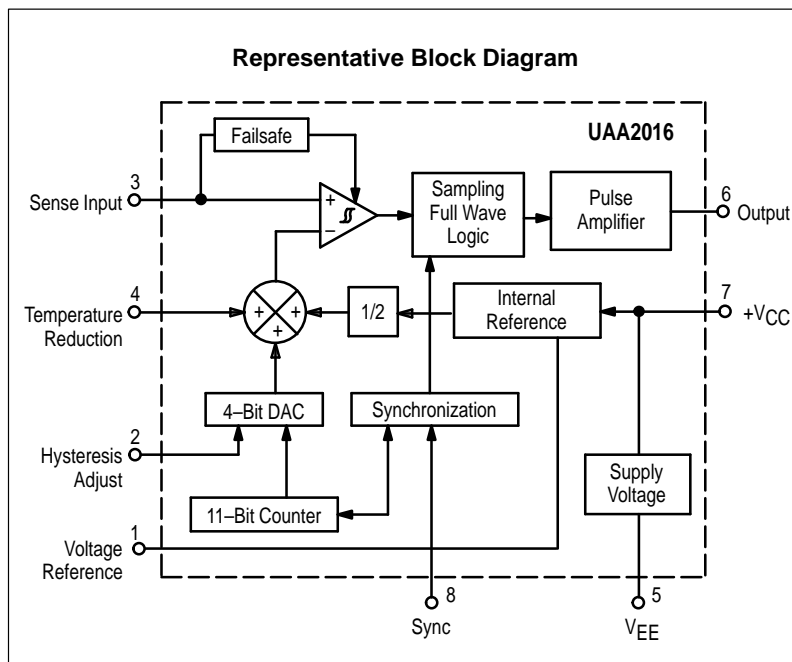 Representative Block Diagram
UAA2016
Failsafe
3
Sense Input
+
–
Sampling
Full Wave
Logic
Pulse
Amplifier
6
Output
4
Temperature
Reduction
+
+
+
1/2
Internal
Reference
7
+VCC
4–Bit DAC
Synchronization
2
Hysteresis
Adjust
11–Bit Counter
Supply
Voltage
1
Voltage
Reference
8
Sync
5
VEE